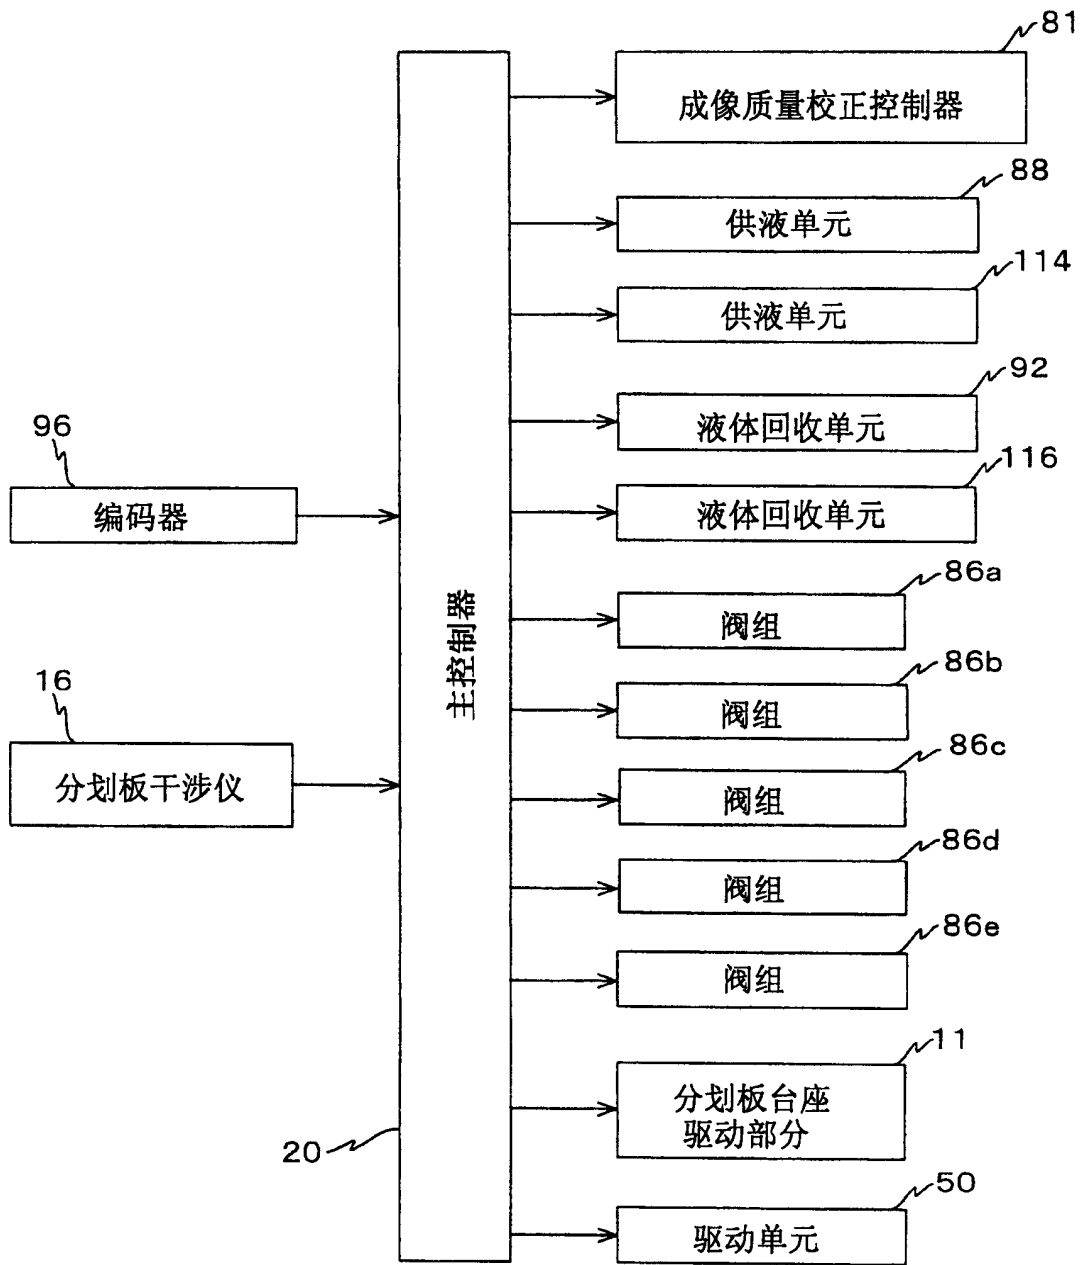 81
成像质量校正控制器
88
供液单元
114
供液单元
92
液体回收单元
96
编码器
116
液体回收单元
86a
阀组
主控制器
86b
阀组
16
分划板干涉仪
86c
阀组
86d
阀组
86e
阀组
11
分划板台座
驱动部分
20
50
驱动单元